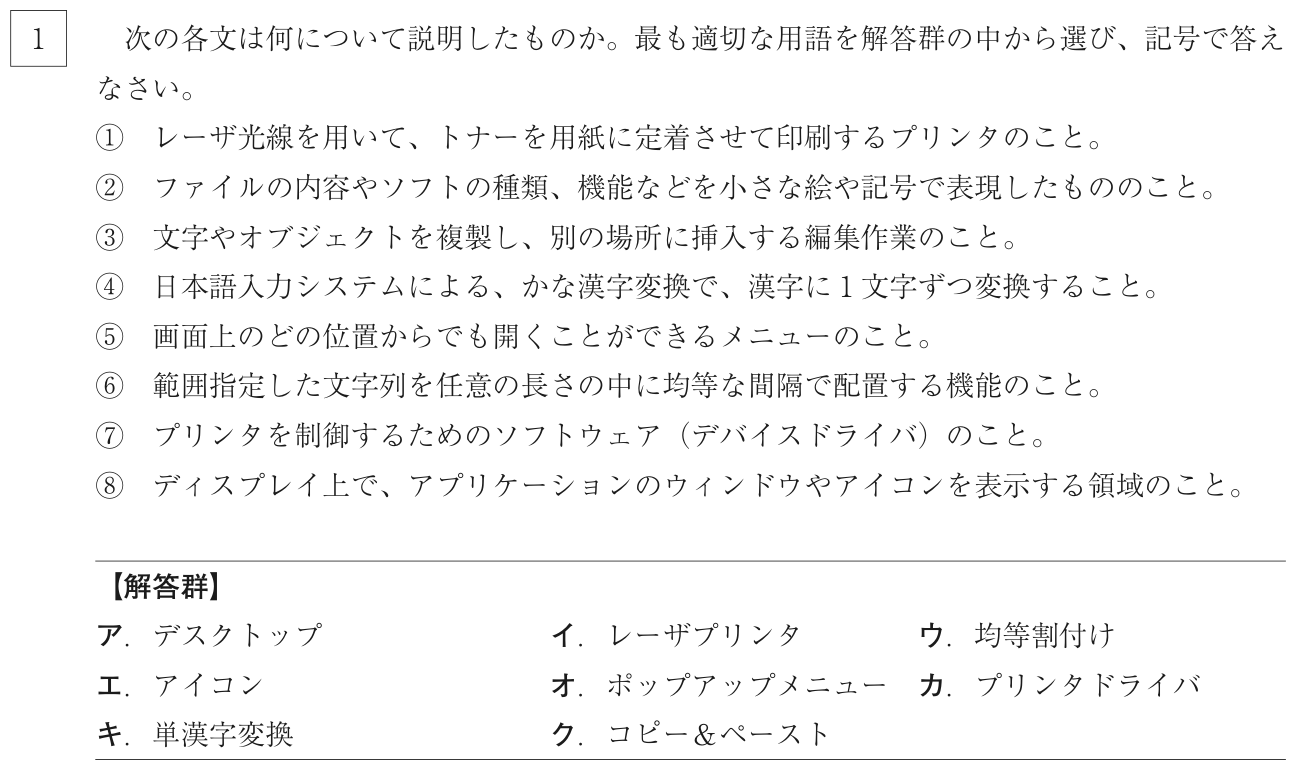 1　次の各文は何について説明したものか。最も適切な用語を解答群の中から選び、記号で答え
なさい。
①　レーザ光線を用いて、トナーを用紙に定着させて印刷するプリンタのこと。
②　ファイルの内容やソフトの種類、機能などを小さな絵や記号で表現したもののこと。
③　文字やオブジェクトを複製し、別の場所に挿入する編集作業のこと。
④　日本語入力システムによる、かな漢字変換で、漢字に1文字ずつ変換すること。
⑤　画面上のどの位置からでも開くことができるメニューのこと。
⑥　範囲指定した文字列を任意の長さの中に均等な間隔で配置する機能のこと。
⑦　プリンタを制御するためのソフトウェア（デバイスドライバ）のこと。
⑧　ディスプレイ上で、アプリケーションのウィンドウやアイコンを表示する領域のこと。
【解答群】
ア．デスクトップ　イ．レーザプリンタ　ウ．均等割付け
エ．アイコン　オ．ポップアップメニュー　カ．プリンタドライバ
キ．単漢字変換　ク．コピー＆ペースト